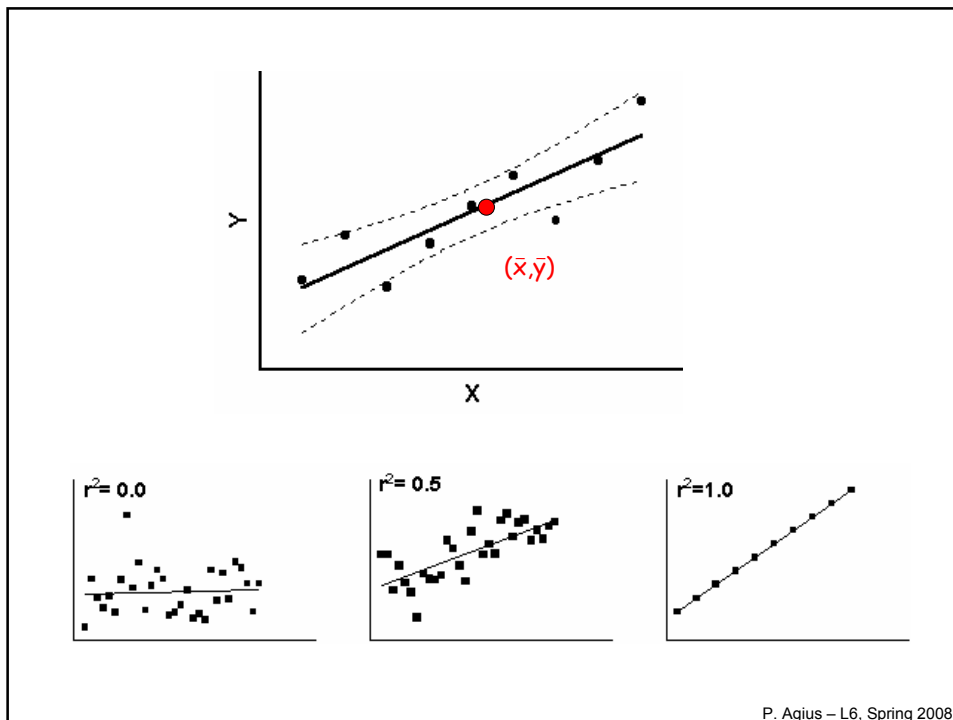 Y
(x̄,ȳ)
X
r²= 0.0
r²= 0.5
r²=1.0
P. Agius – L6, Spring 2008